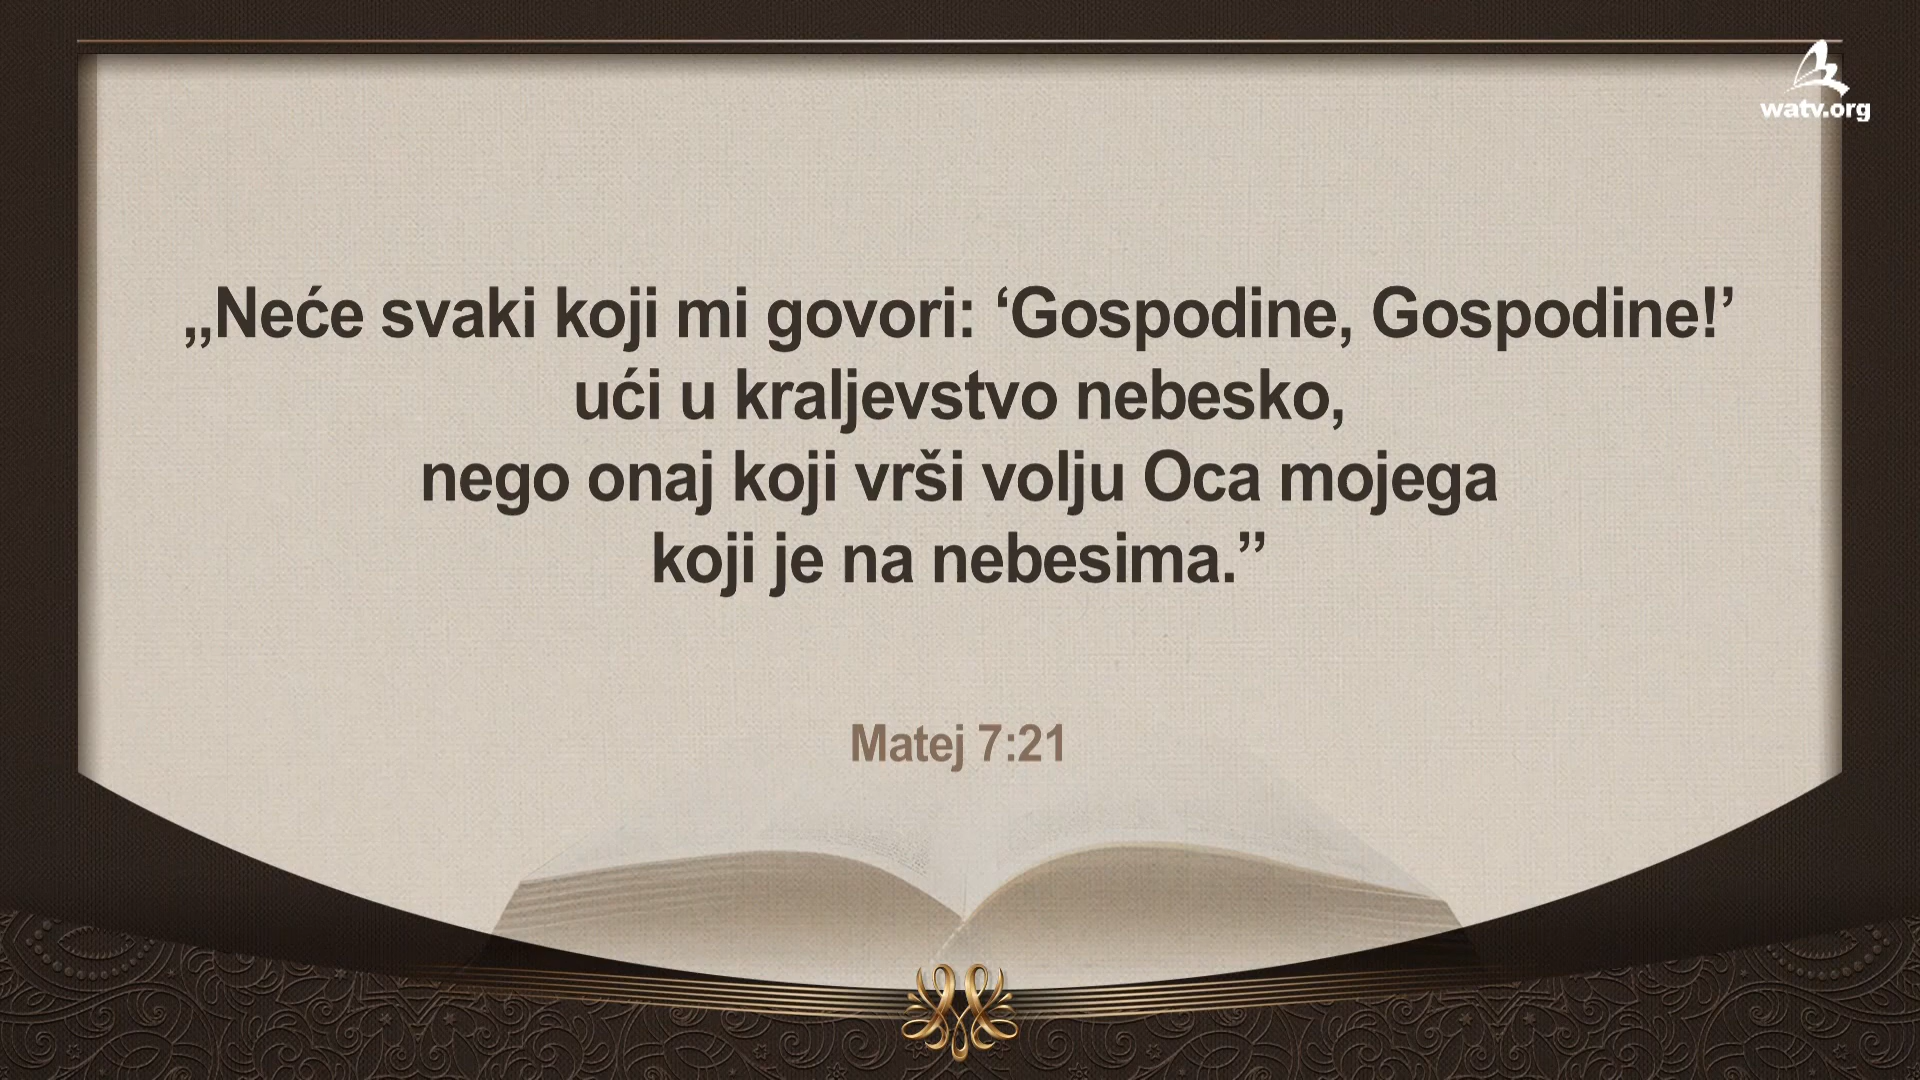 watv.org
„Neće svaki koji mi govori: ‘Gospodine, Gospodine!’
ući u kraljevstvo nebesko,
nego onaj koji vrši volju Oca mojega
koji je na nebesima.”
Matej 7:21